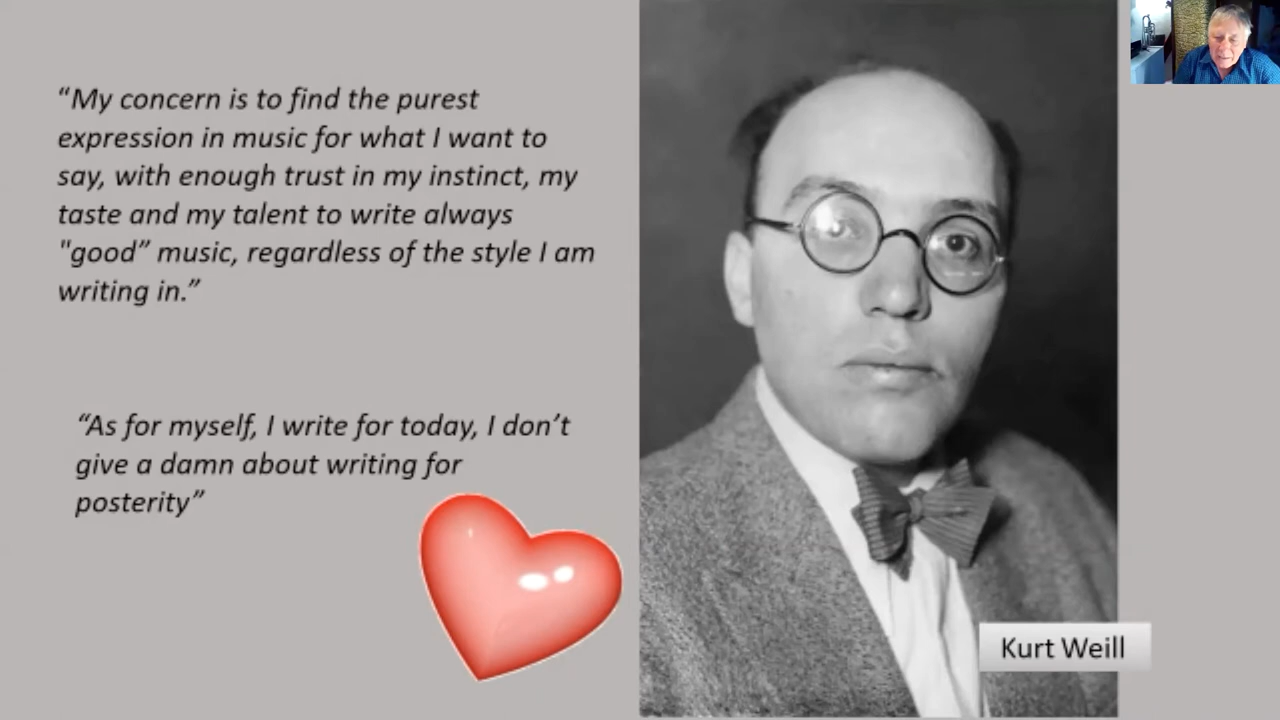 “My concern is to find the purest
expression in music for what I want to
say, with enough trust in my instinct, my
taste and my talent to write always
"good” music, regardless of the style I am
writing in.”
“As for myself, I write for today, I don’t
give a damn about writing for
posterity”
Kurt Weill